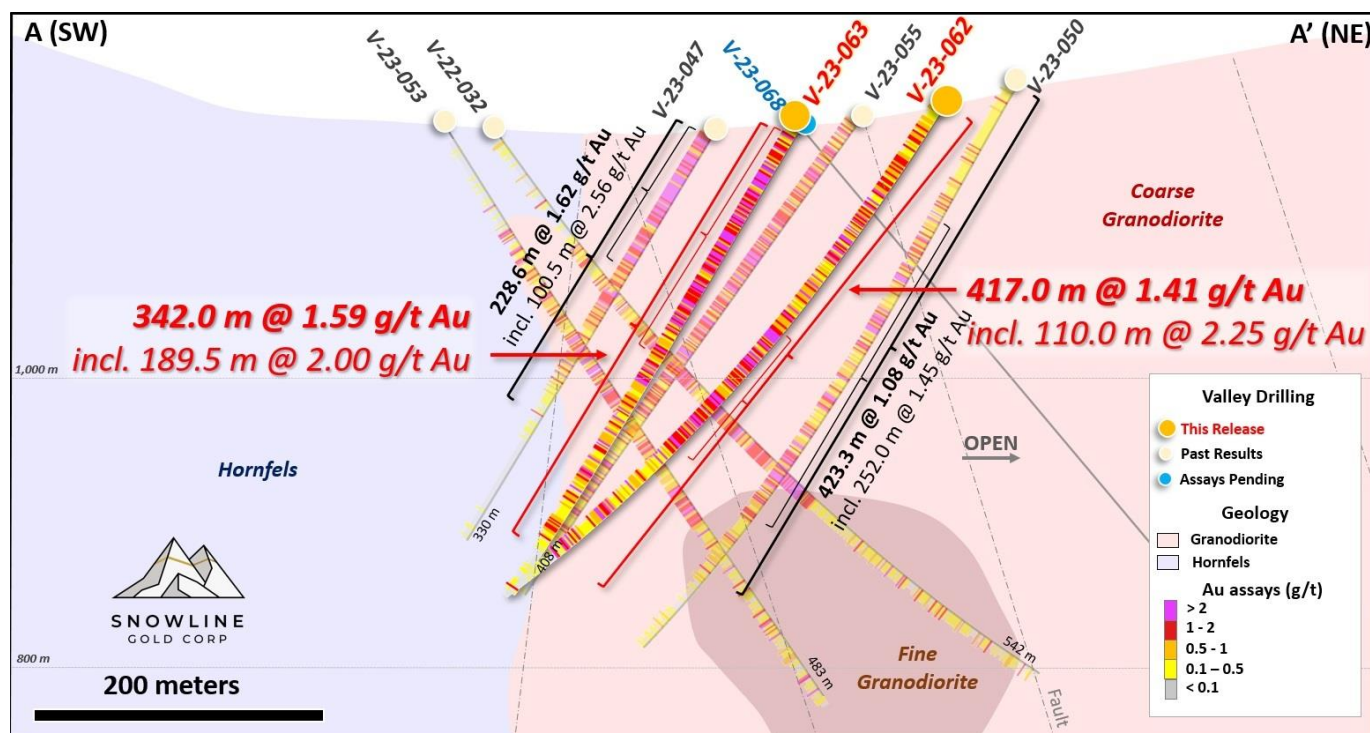 A (SW)
A' (NE)
V-23-053
V-22-032
V-23-047
V-23-068
V-23-063
V-23-055
V-23-062
V-23-050
228.6 m @ 1.62 g/t Au
incl. 100.5 m @ 2.56 g/t Au
Coarse
Granodiorite
342.0 m @ 1.59 g/t Au
incl. 189.5 m @ 2.00 g/t Au
417.0 m @ 1.41 g/t Au
incl. 110.0 m @ 2.25 g/t Au
1,000 m
423.3 m @ 1.08 g/t Au
incl. 252.0 m @ 1.45 g/t Au
OPEN
Hornfels
330 m
408 m
483 m
542 m
Fine
Granodiorite
Fault
SNOWLINE
GOLD CORP
800 m
200 meters
Valley Drilling
This Release
Past Results
Assays Pending
Geology
Granodiorite
Hornfels
Au assays (g/t)
> 2
1 - 2
0.5 - 1
0.1 – 0.5
< 0.1